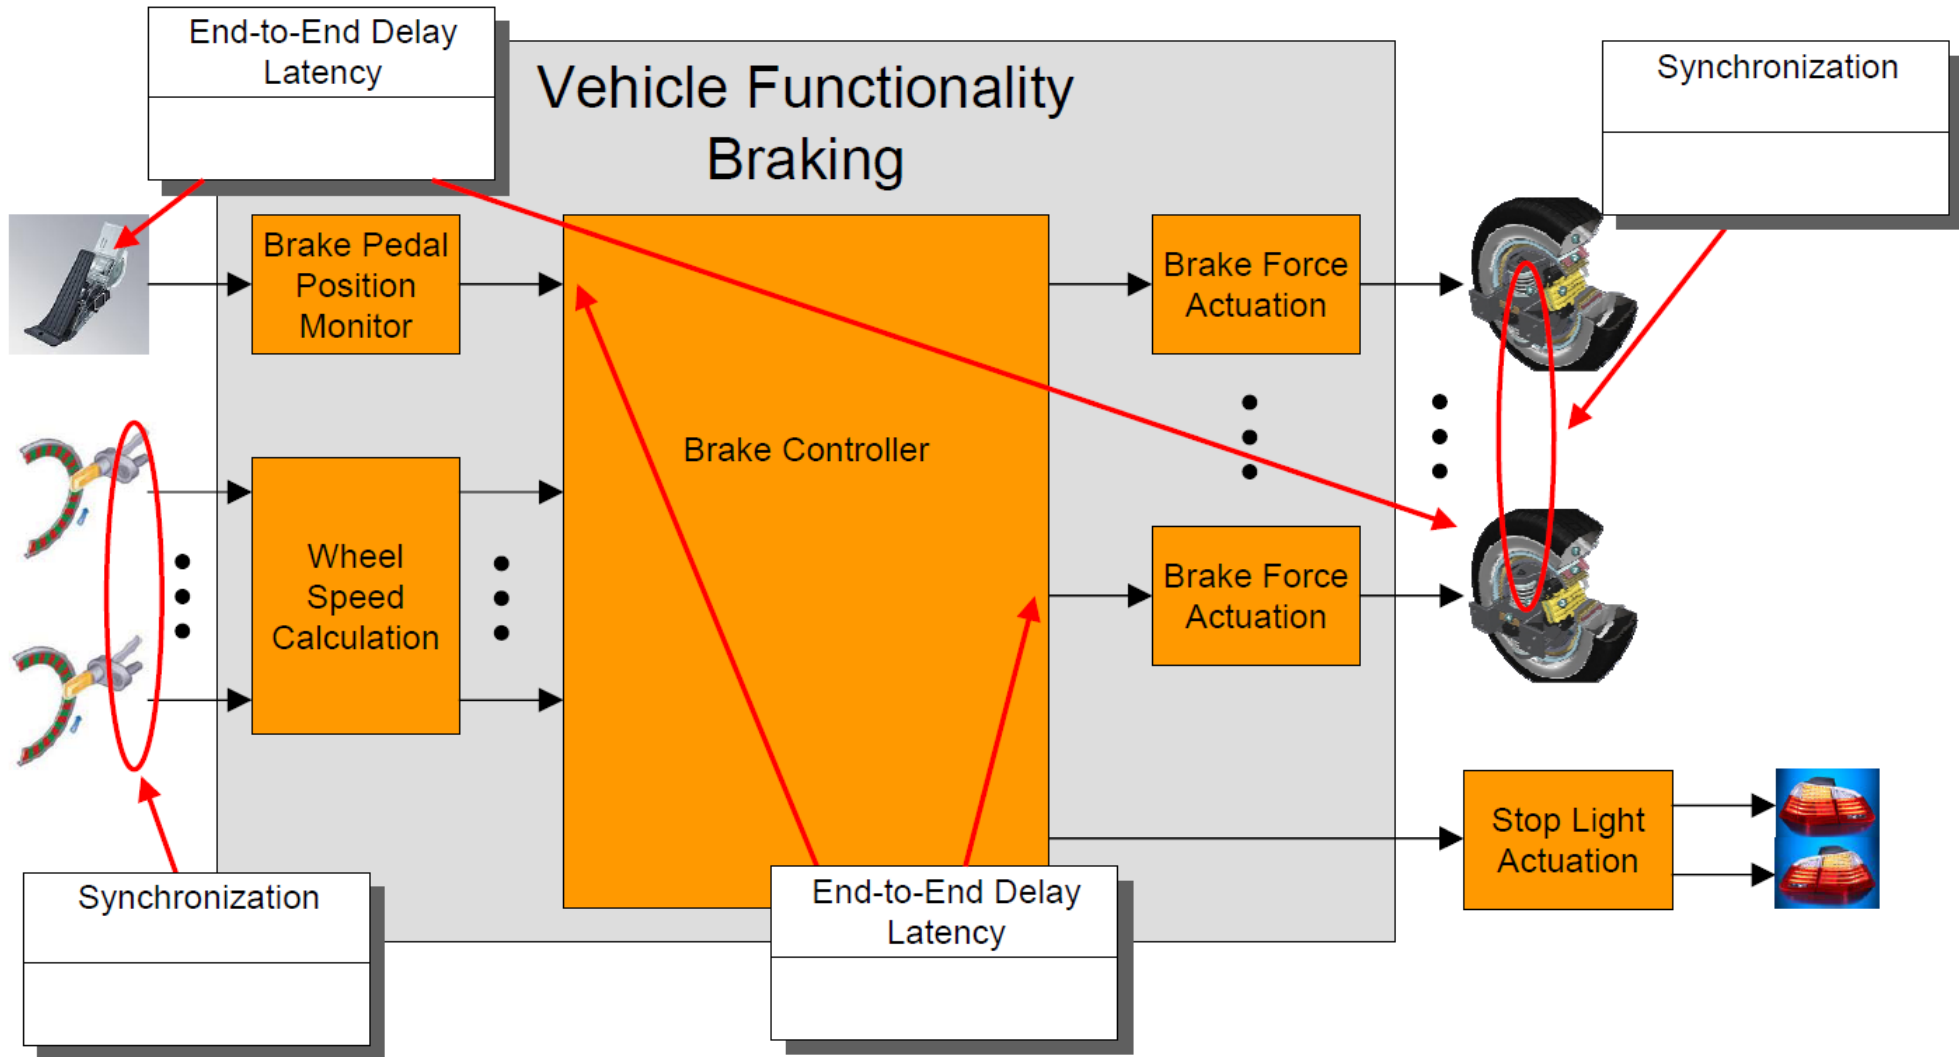 End-to-End Delay
Latency
Vehicle Functionality
Braking
Synchronization
Brake Pedal
Position
Monitor
Brake Force
Actuation
Brake Controller
Wheel
Speed
Calculation
Brake Force
Actuation
Stop Light
Actuation
Synchronization
End-to-End Delay
Latency